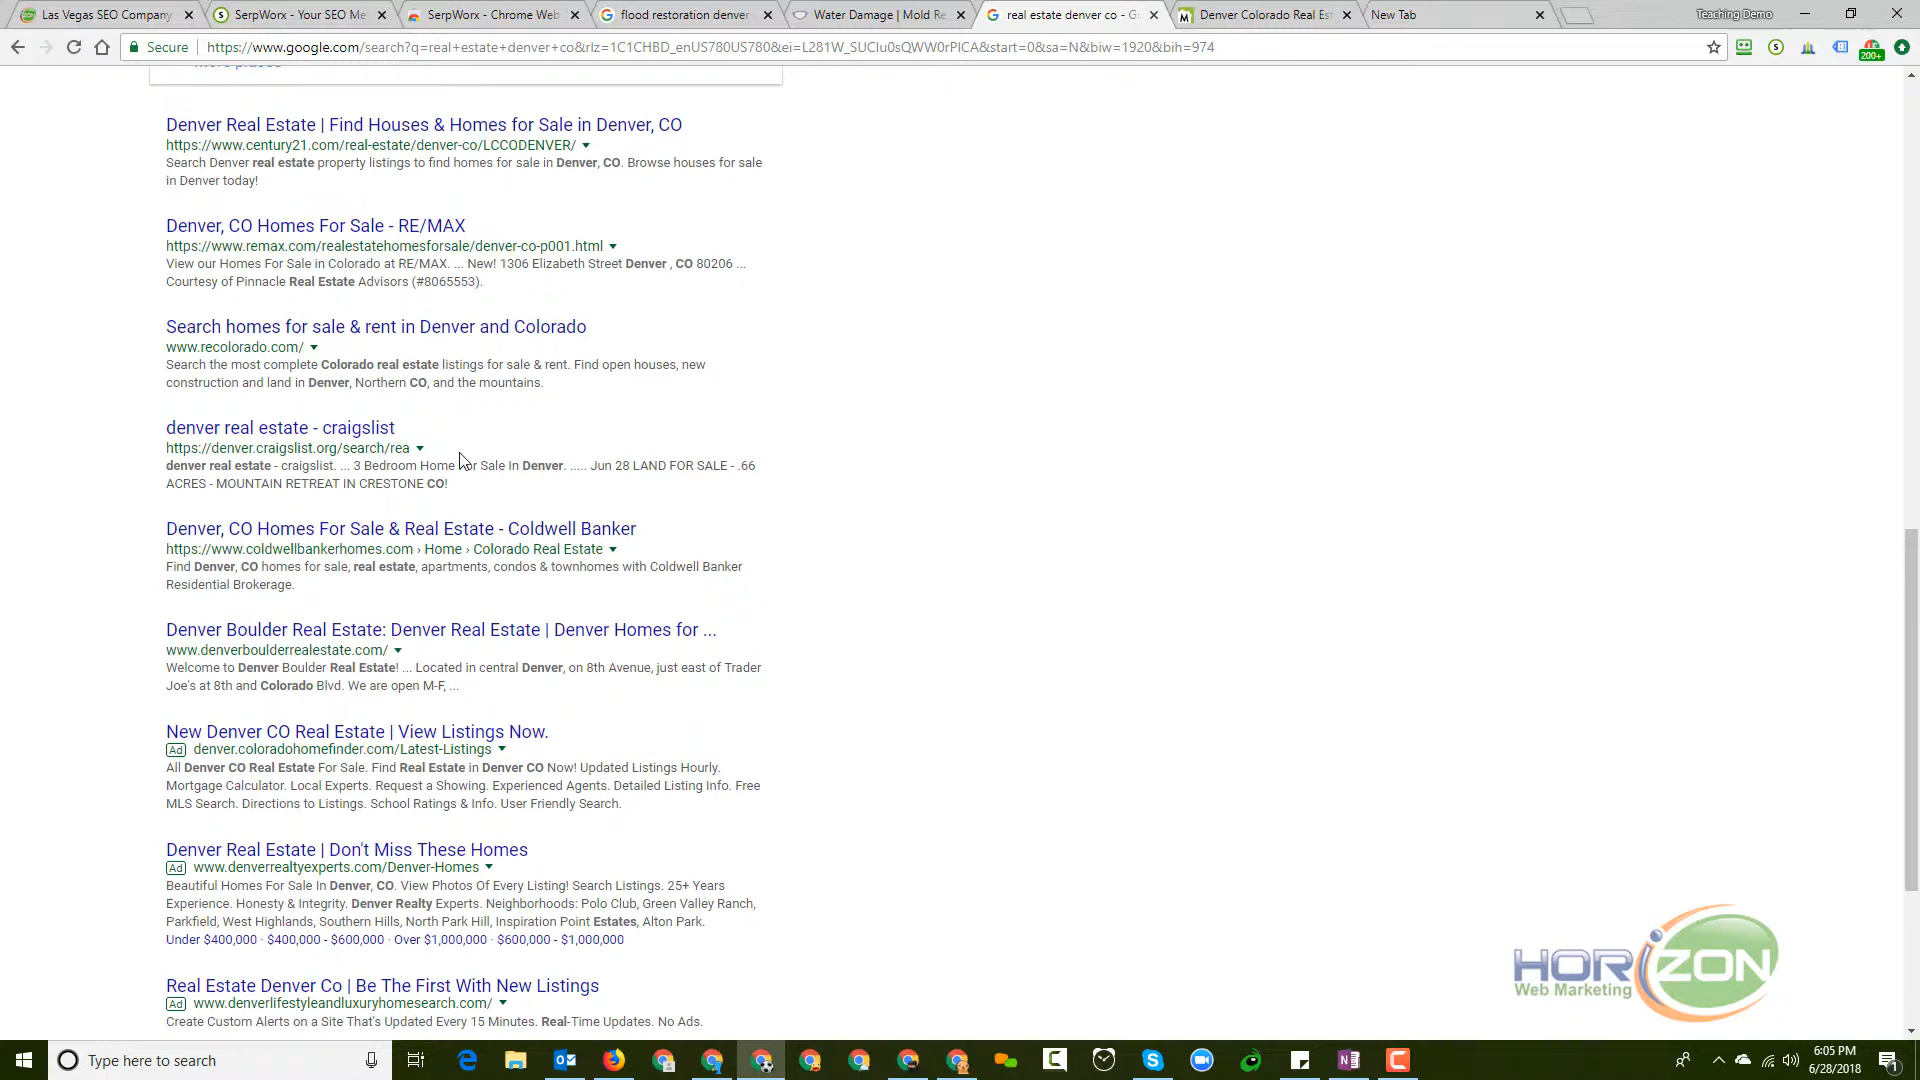 Las Vegas SEO Company
SerpWorx - Your SEO Me
SerpWorx - Chrome Web
flood restoration denver
Water Damage | Mold Re
real estate denver co - G
Denver Colorado Real Es
New Tab
Teaching Demo
Secure
https://www.google.com/search?q=real+estate+denver+co&rlz=1C1CHBD_enUS780US780&ei=L281W_SUCIu0sQWW0rPICA&start=0&sa=N&biw=1920&bih=974
200+
Denver Real Estate | Find Houses & Homes for Sale in Denver, CO
https://www.century21.com/real-estate/denver-co/LCCODENVER/
Search Denver real estate property listings to find homes for sale in Denver, CO. Browse houses for sale
in Denver today!
Denver, CO Homes For Sale - RE/MAX
https://www.remax.com/realestatehomesforsale/denver-co-p001.html
View our Homes For Sale in Colorado at RE/MAX. ... New! 1306 Elizabeth Street Denver , CO 80206 ...
Courtesy of Pinnacle Real Estate Advisors (#8065553).
Search homes for sale & rent in Denver and Colorado
www.recolorado.com/
Search the most complete Colorado real estate listings for sale & rent. Find open houses, new
construction and land in Denver, Northern CO, and the mountains.
denver real estate - craigslist
https://denver.craigslist.org/search/rea
denver real estate - craigslist. ... 3 Bedroom Home For Sale In Denver. ..... Jun 28 LAND FOR SALE - .66
ACRES - MOUNTAIN RETREAT IN CRESTONE CO!
Denver, CO Homes For Sale & Real Estate - Coldwell Banker
https://www.coldwellbankerhomes.com › Home › Colorado Real Estate
Find Denver, CO homes for sale, real estate, apartments, condos & townhomes with Coldwell Banker
Residential Brokerage.
Denver Boulder Real Estate: Denver Real Estate | Denver Homes for ...
www.denverboulderrealestate.com/
Welcome to Denver Boulder Real Estate! ... Located in central Denver, on 8th Avenue, just east of Trader
Joe's at 8th and Colorado Blvd. We are open M-F, ...
New Denver CO Real Estate | View Listings Now.
Ad denver.coloradohomefinder.com/Latest-Listings
All Denver CO Real Estate For Sale. Find Real Estate in Denver CO Now! Updated Listings Hourly.
Mortgage Calculator. Local Experts. Request a Showing. Experienced Agents. Detailed Listing Info. Free
MLS Search. Directions to Listings. School Ratings & Info. User Friendly Search.
Denver Real Estate | Don't Miss These Homes
Ad www.denverrealtyexperts.com/Denver-Homes
Beautiful Homes For Sale In Denver, CO. View Photos Of Every Listing! Search Listings. 25+ Years
Experience. Honesty & Integrity. Denver Realty Experts. Neighborhoods: Polo Club, Green Valley Ranch,
Parkfield, West Highlands, Southern Hills, North Park Hill, Inspiration Point Estates, Alton Park.
Under $400,000 · $400,000 - $600,000 · Over $1,000,000 · $600,000 - $1,000,000
Real Estate Denver Co | Be The First With New Listings
Ad www.denverlifestyleandluxuryhomesearch.com/
Create Custom Alerts on a Site That's Updated Every 15 Minutes. Real-Time Updates. No Ads.
HORIZON
Web Marketing
Type here to search
6:05 PM
6/28/2018
1